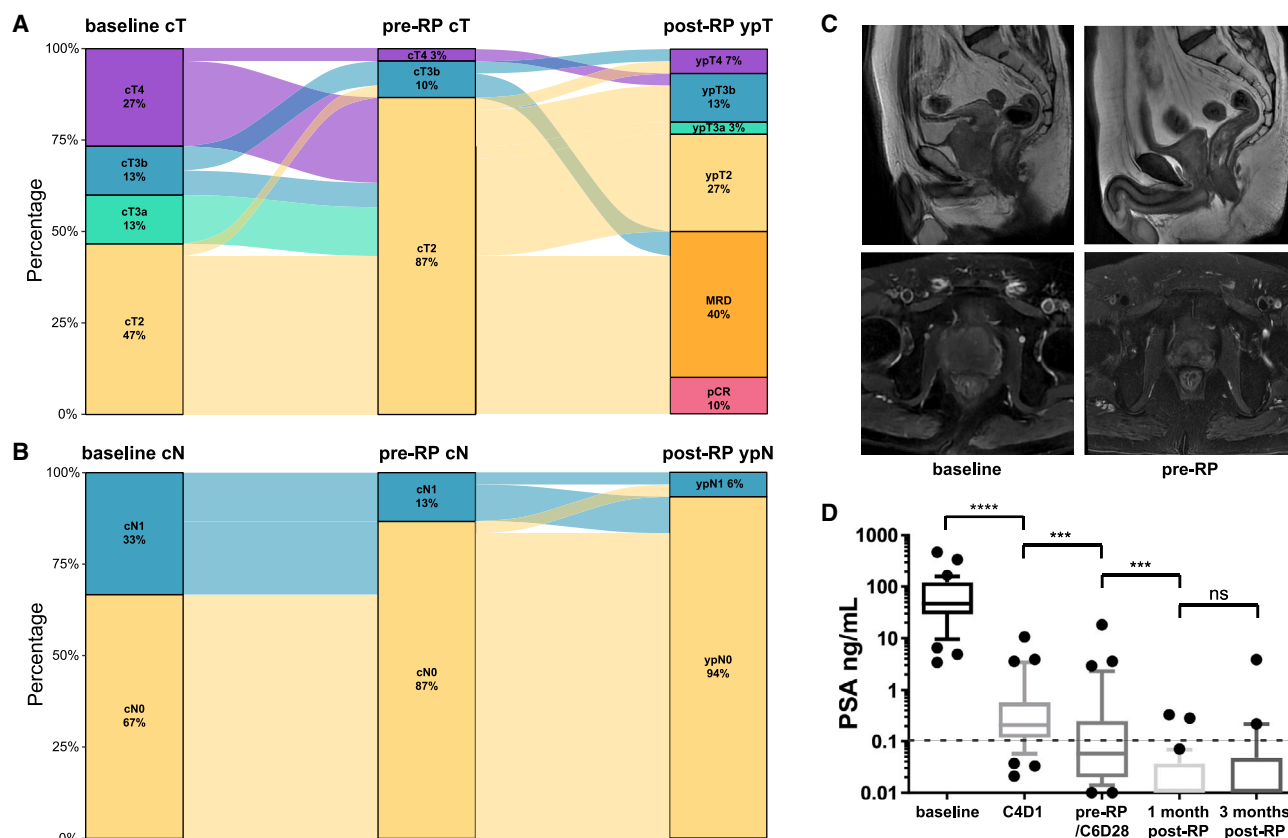 A
baseline cT
pre-RP cT
post-RP ypT
Percentage
100%
75%
50%
25%
0%
cT4
27%
cT3b
13%
cT3a
13%
cT2
47%
cT4 3%
cT3b
10%
cT2
87%
ypT4 7%
ypT3b
13%
ypT3a 3%
ypT2
27%
MRD
40%
pCR
10%
B
baseline cN
pre-RP cN
post-RP ypN
Percentage
100%
75%
50%
25%
0%
cN1
33%
cN0
67%
cN1
13%
cN0
87%
ypN1 6%
ypN0
94%
C
baseline
pre-RP
D
PSA ng/mL
1000
100
10
1
0.1
0.01
****
***
***
ns
baseline
C4D1
pre-RP
/C6D28
1 month
post-RP
3 months
post-RP